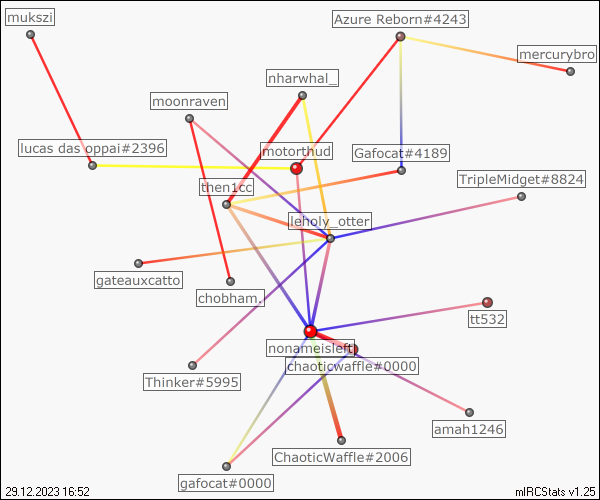 mukszi
Azure Reborn#4243
mercurybro
nharwhal_
moonraven
lucas das oppai#2396
motorthud
Gafocat#4189
then1cc
TripleMidget#8824
leholy_otter
gateauxcatto
chobham.
tt532
nonameisleft
chaoticwaffle#0000
Thinker#5995
amah1246
ChaoticWaffle#2006
gafocat#0000
29.12.2023 16:52
mIRCStats v1.25